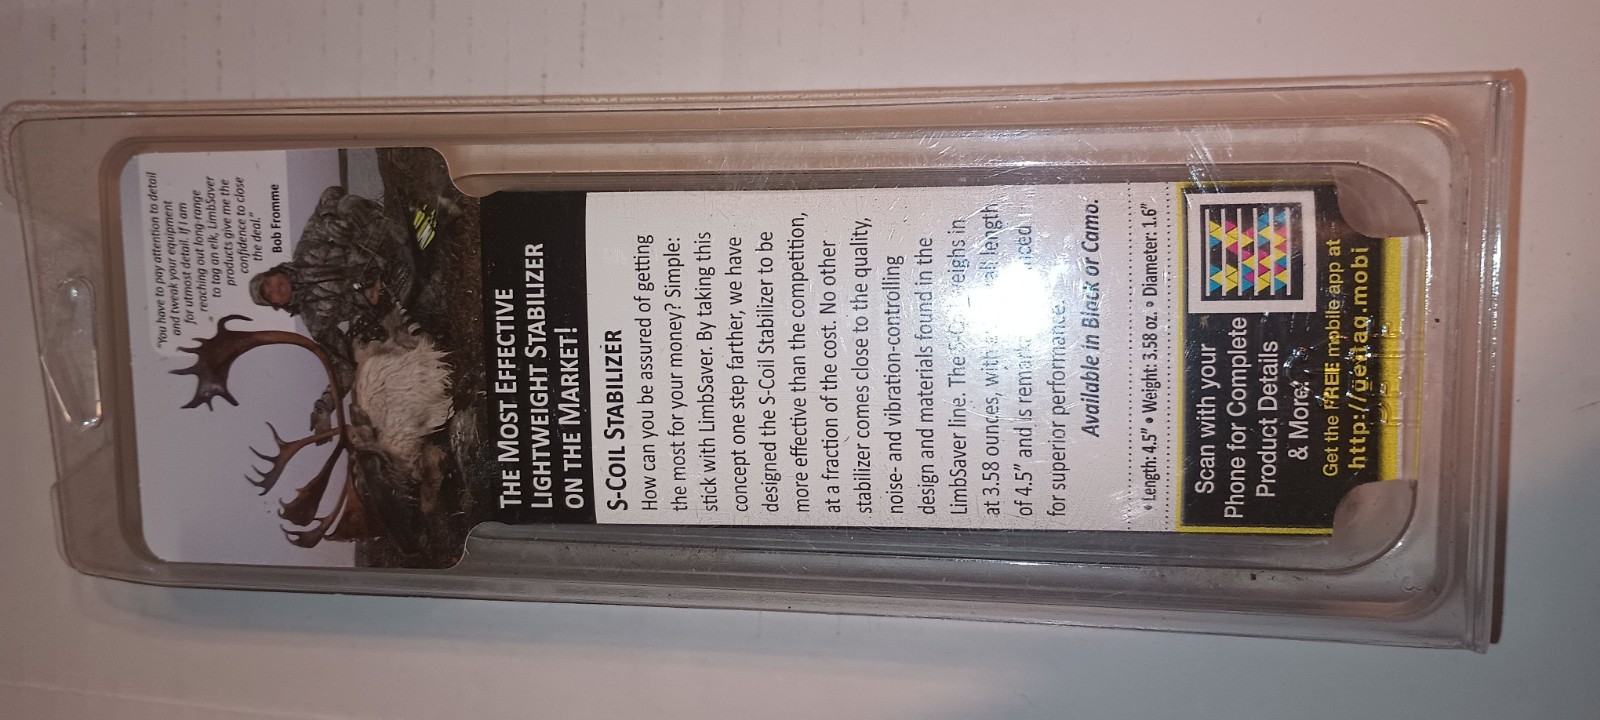 "You have to pay attention to detail
and tweak your equipment
for utmost detail. If I am
reaching out long-range
to tag an elk, LimbSaver
products give me the
confidence to close
the deal."
Bob Fromme
THE MOST EFFECTIVE
LIGHTWEIGHT STABILIZER
ON THE MARKET!
S-COIL STABILIZER
How can you be assured of getting
the most for your money? Simple:
stick with LimbSaver. By taking this
concept one step farther, we have
designed the S-Coil Stabilizer to be
more effective than the competition,
at a fraction of the cost. No other
stabilizer comes close to the quality,
noise- and vibration-controlling
design and materials found in the
LimbSaver line. The weighs in
at 3.58 ounces, with length
of 4.5" and is
for superior performance.
Available in Black or Camo.
• Length: 4.5" • Weight: 3.58 oz. • Diameter: 1.6"
Scan with your
Phone for Complete
Product Details
& More!
Get the FREE mobile app at
http://gettag.mobi